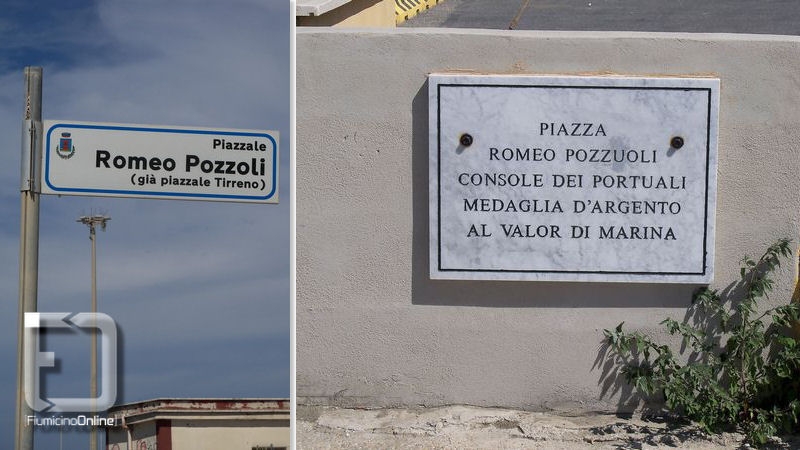 Piazzale
Romeo Pozzoli
(già piazzale Tirreno)
FiumicinoOnline
PIAZZA
ROMEO POZZUOLI
CONSOLE DEI PORTUALI
MEDAGLIA D'ARGENTO
AL VALOR DI MARINA